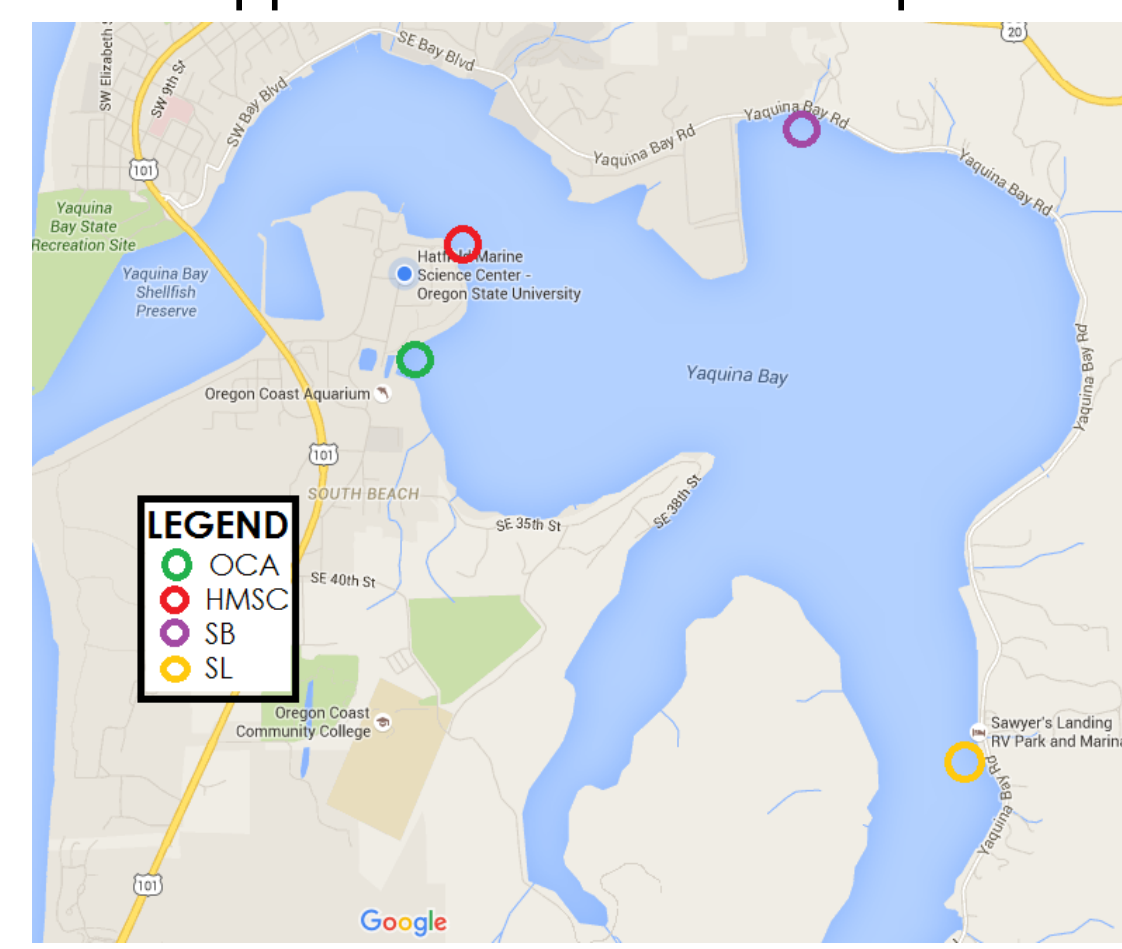 20
SE Bay Blvd
SW Elizabeth S
SW 9th St
SW Bay Blvd
Yaquina Bay Rd
Yaquina Bay Rd
Yaquina Bay Rd
101
Yaquina
Bay State
Recreation Site
Yaquina Bay
Shellfish
Preserve
Hatfield Marine
Science Center -
Oregon State University
Yaquina Bay Rd
Yaquina Bay
Oregon Coast Aquarium
101
SOUTH BEACH
SE 35th St
SE 38th St
LEGEND
OCA
HMSC
SB
SL
SE 40th St
Oregon Coast
Community College
Sawyer's Landing
RV Park and Marina
Yaquina Bay Rd
101
Google